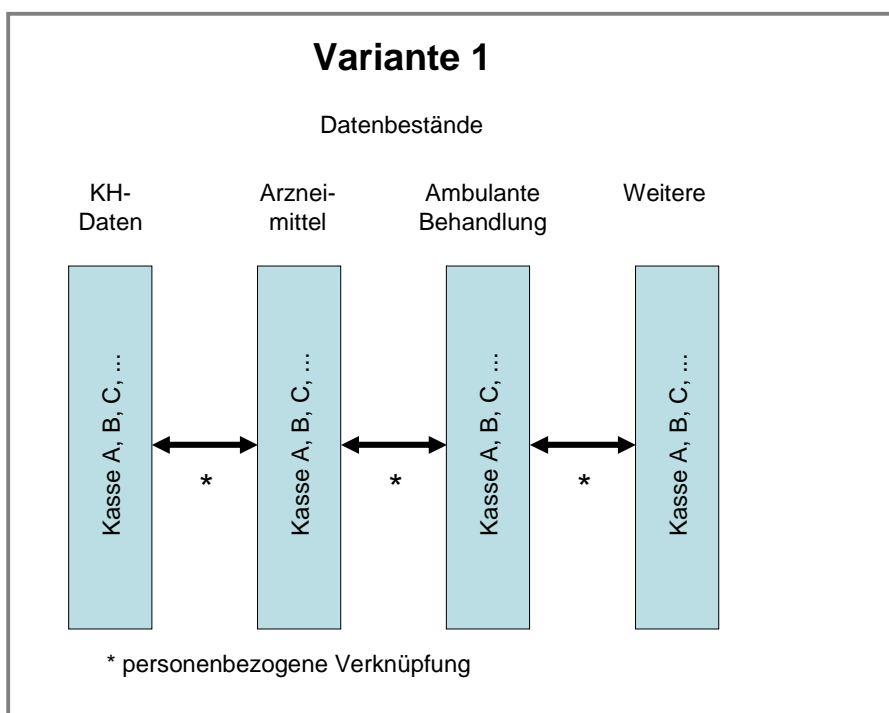 Variante 1
Datenbestände
KH-
Daten
Arznei-
mittel
Ambulante
Behandlung
Weitere
Kasse A, B, C, ...
Kasse A, B, C, ...
Kasse A, B, C, ...
Kasse A, B, C, ...
*
*
*
* personenbezogene Verknüpfung